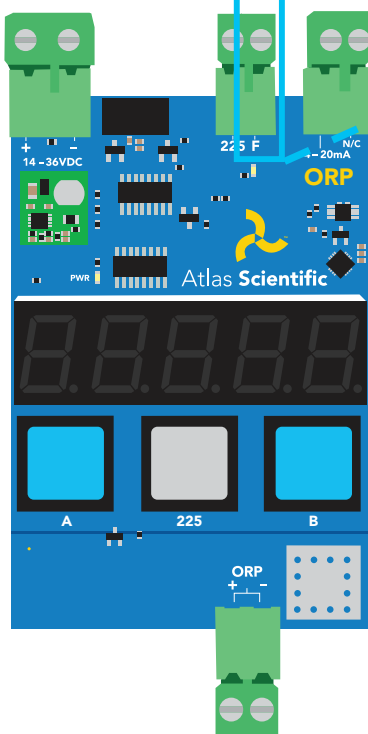 + -
14 - 36VDC
225 F
N/C
4-20mA
ORP
PWR
Atlas Scientific
A
225
B
ORP
+ -